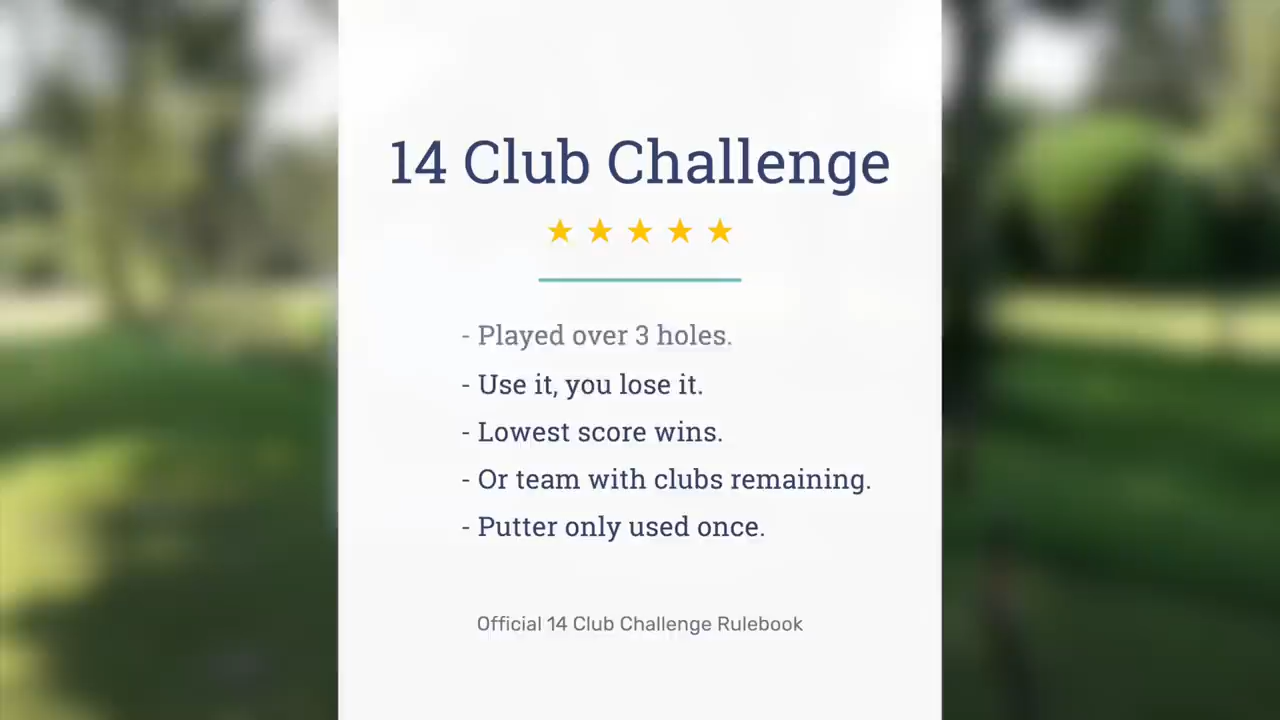 14 Club Challenge
- Played over 3 holes.
- Use it, you lose it.
- Lowest score wins.
- Or team with clubs remaining.
- Putter only used once.
Official 14 Club Challenge Rulebook